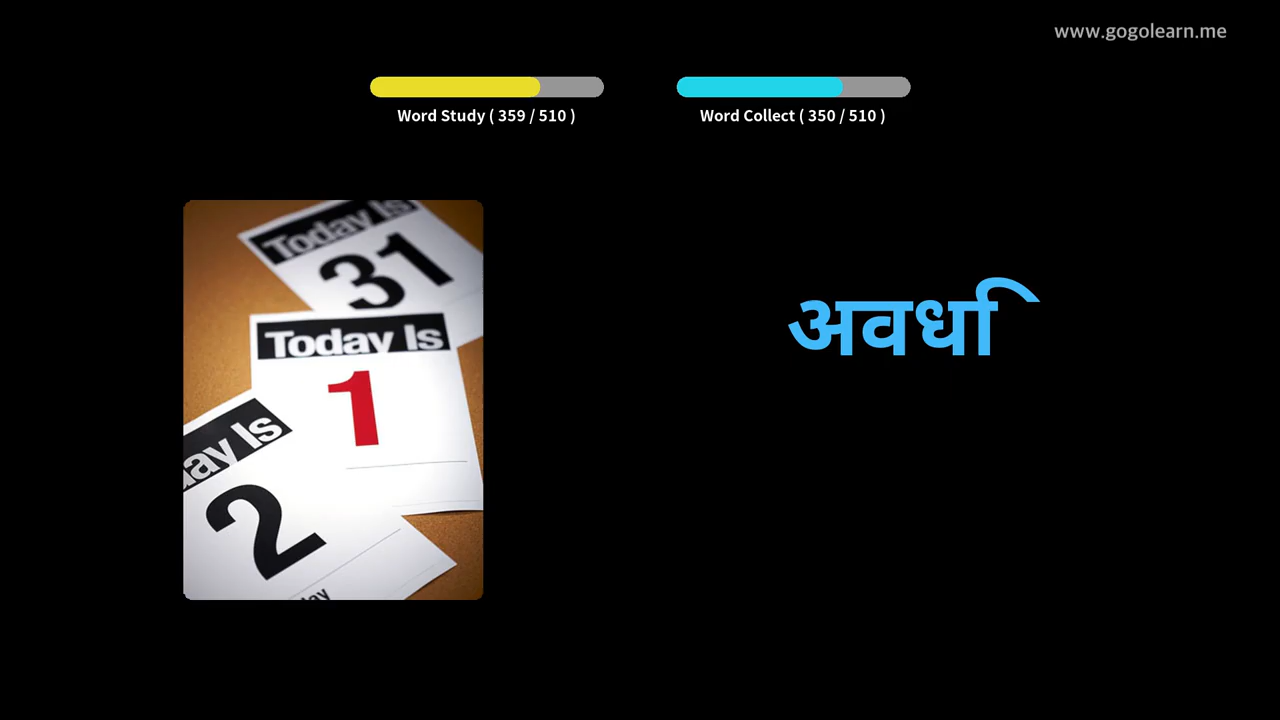 www.gogolearn.me
Word Study ( 359 / 510 )
Word Collect ( 350 / 510 )
Today Is
31
Today Is
1
ay Is
2
अवधि